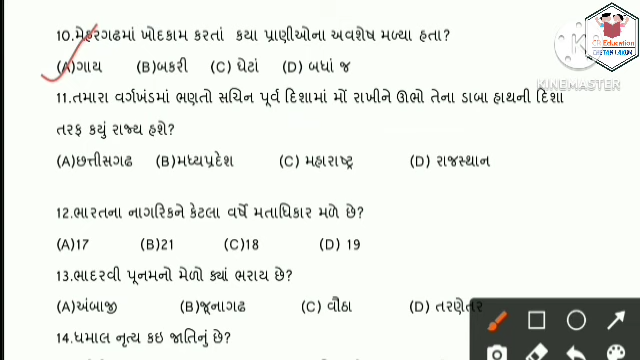 10.મેહરગઢમાં ખોદકામ કરતાં કયા પ્રાણીઓના અવશેષ મળ્યા હતા?
(A)ગાય (B)બકરી (C) ઘેટાં (D) બધાં જ
11.તમારા વર્ગખંડમાં ભણતો સચિન પૂર્વ દિશામાં મોં રાખીને ઊભો તેના ડાબા હાથની દિશા
તરફ કયું રાજ્ય હશે?
(A)છત્તીસગઢ (B)મધ્યપ્રદેશ (C) મહારાષ્ટ્ર (D) રાજસ્થાન
12.ભારતના નાગરિકને કેટલા વર્ષે મતાધિકાર મળે છે?
(A)17 (B)21 (C)18 (D) 19
13.ભાદરવી પૂનમનો મેળો ક્યાં ભરાય છે?
(A)અંબાજી (B)જૂનાગઢ (C) વૌઠા (D) તરણેતર
14.ધમાલ નૃત્ય કઇ જાતિનું છે?
KINEMASTER